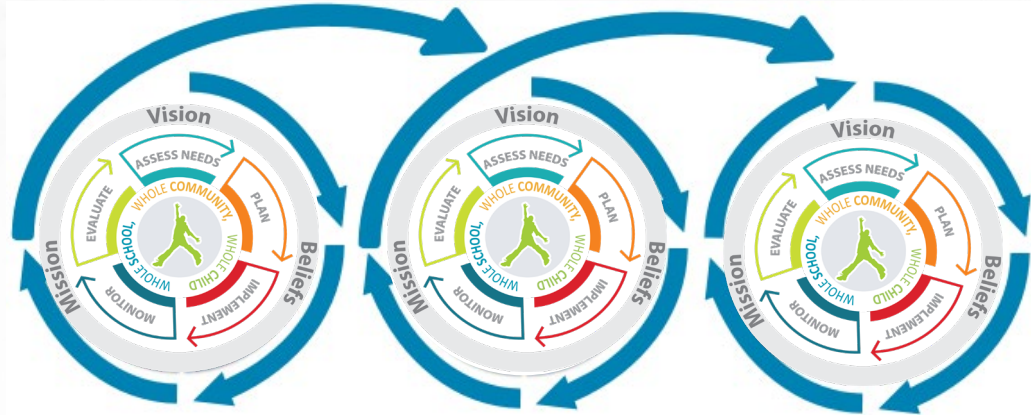 Vision
ASSESS NEEDS
PLAN
IMPLEMENT
MONITOR
EVALUATE
WHOLE COMMUNITY,
WHOLE CHILD
WHOLE SCHOOL,
Beliefs
Mission
Vision
ASSESS NEEDS
PLAN
IMPLEMENT
MONITOR
EVALUATE
WHOLE COMMUNITY,
WHOLE CHILD
WHOLE SCHOOL,
Beliefs
Mission
Vision
ASSESS NEEDS
PLAN
IMPLEMENT
MONITOR
EVALUATE
WHOLE COMMUNITY,
WHOLE CHILD
WHOLE SCHOOL,
Beliefs
Mission